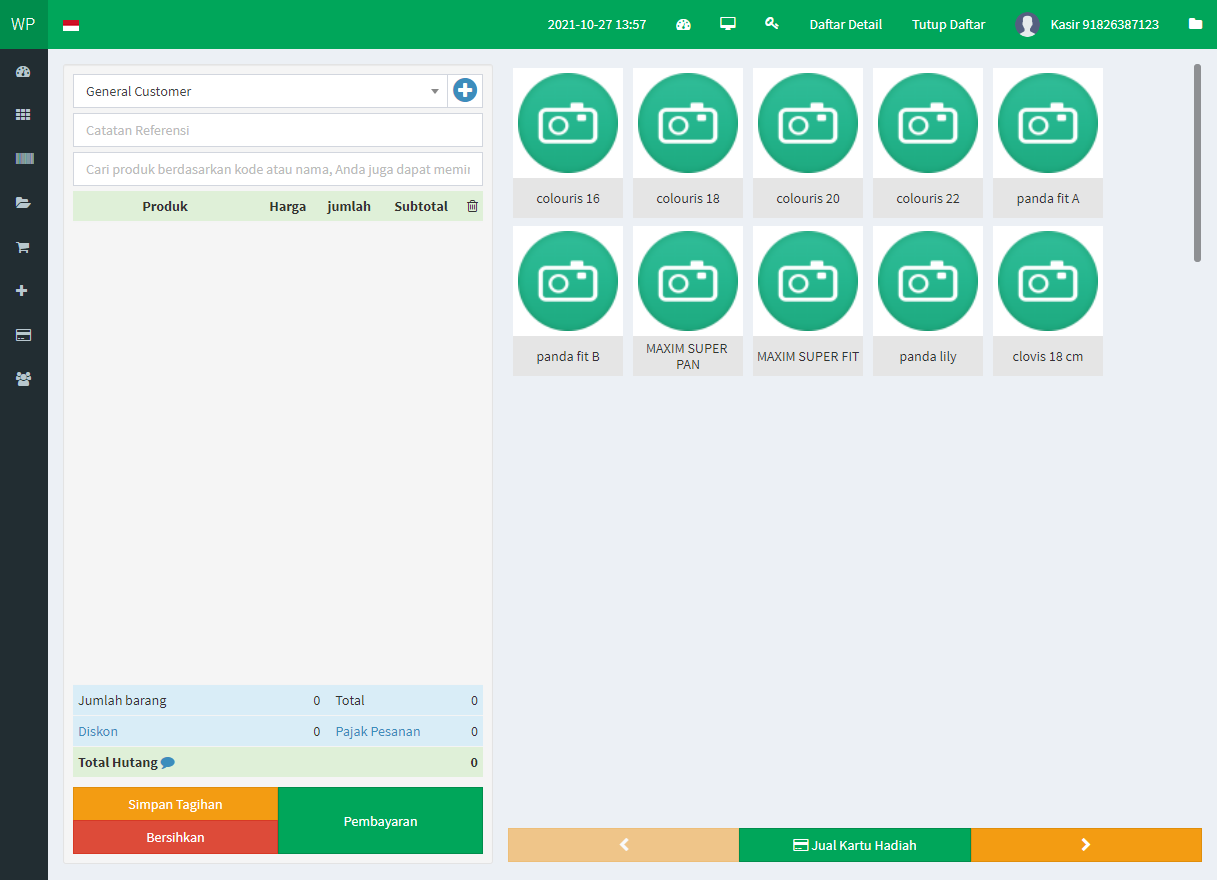 WP
2021-10-27 13:57
Daftar Detail
Tutup Daftar
Kasir 91826387123
General Customer
Catatan Referensi
Cari produk berdasarkan kode atau nama, Anda juga dapat memin
Produk Harga jumlah Subtotal
Jumlah barang 0 Total 0
Diskon 0 Pajak Pesanan 0
Total Hutang 0
Simpan Tagihan
Bersihkan
Pembayaran
colouris 16
colouris 18
colouris 20
colouris 22
panda fit A
panda fit B
MAXIM SUPER
PAN
MAXIM SUPER FIT
panda lily
clovis 18 cm
Jual Kartu Hadiah